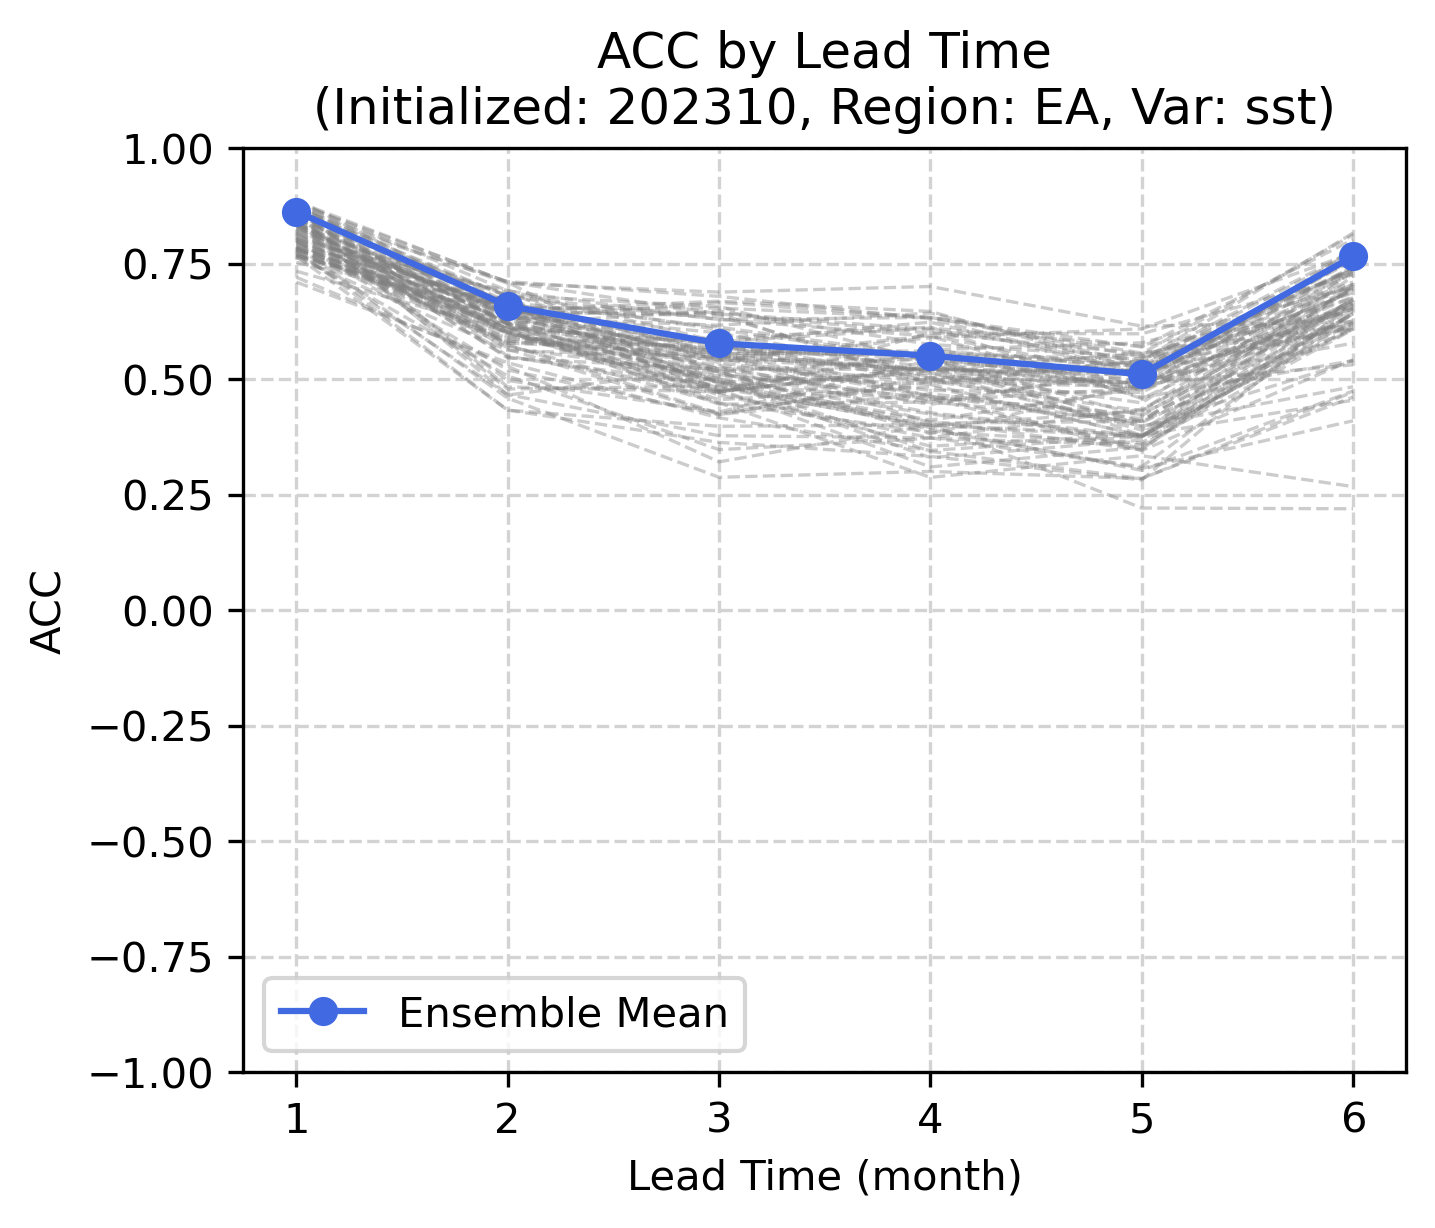 ACC by Lead Time
(Initialized: 202310, Region: EA, Var: sst)
1.00
0.75
0.50
0.25
0.00
−0.25
−0.50
−0.75
−1.00
ACC
Ensemble Mean
1 2 3 4 5 6
Lead Time (month)